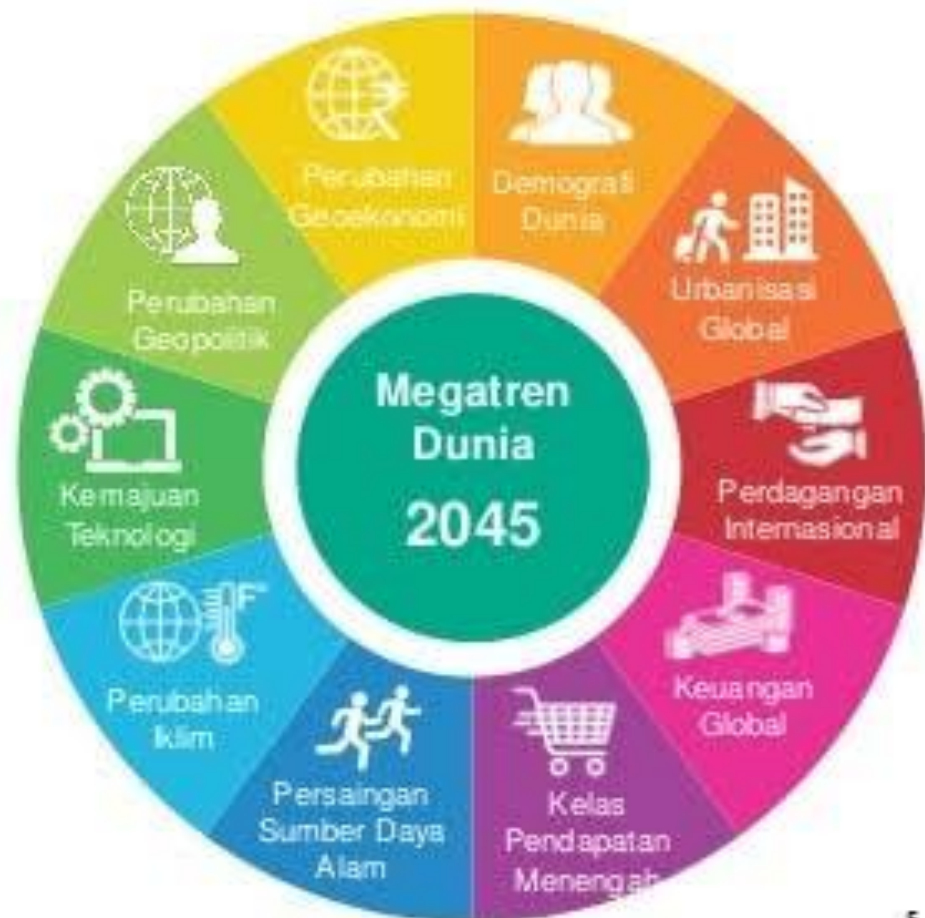 Megatren
Dunia
2045
Demografi
Dunia
Urbanisasi
Global
Perdagangan
Internasional
Keuangan
Global
Kelas
Pendapatan
Menengah
Persaingan
Sumber Daya
Alam
Perubahan
Iklim
F°
Kemajuan
Teknologi
Perubahan
Geopolitik
Perubahan
Geoekonomi